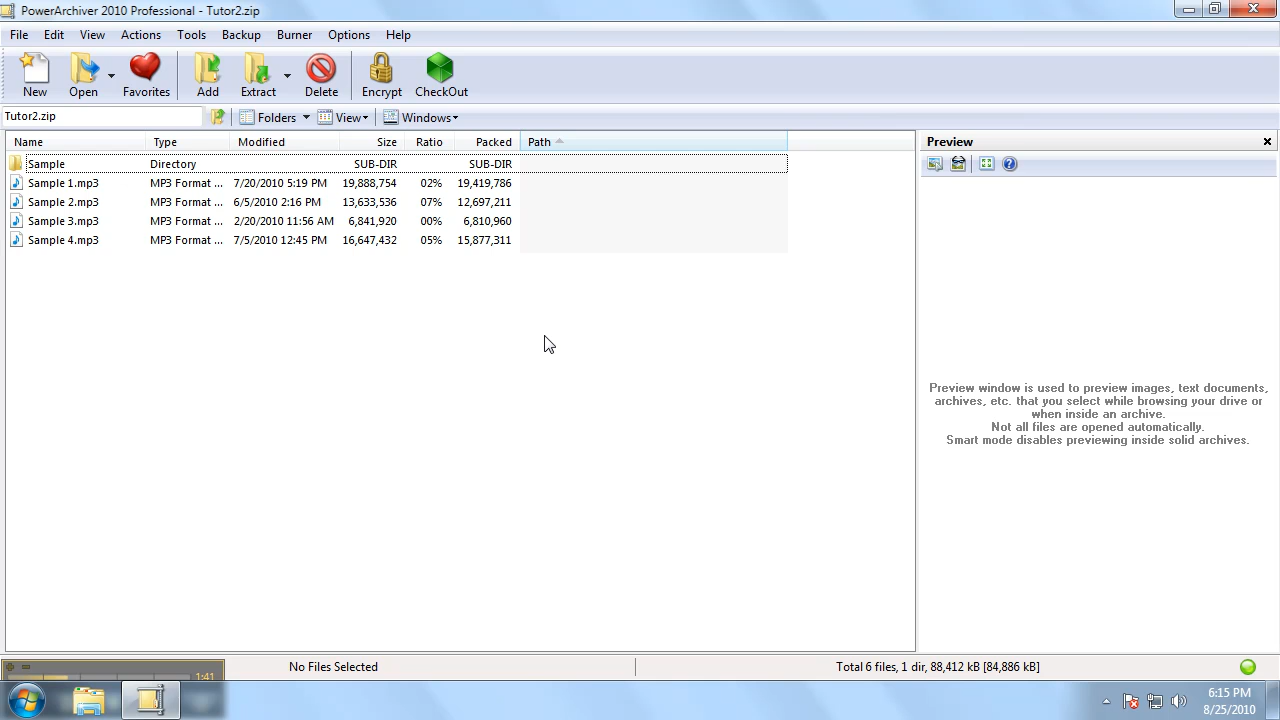 PowerArchiver 2010 Professional - Tutor2.zip
File Edit View Actions Tools Backup Burner Options Help
New Open Favorites Add Extract Delete Encrypt CheckOut
Tutor2.zip Folders View Windows
Name Type Modified Size Ratio Packed Path
Sample Directory SUB-DIR SUB-DIR
Sample 1.mp3 MP3 Format ... 7/20/2010 5:19 PM 19,888,754 02% 19,419,786
Sample 2.mp3 MP3 Format ... 6/5/2010 2:16 PM 13,633,536 07% 12,697,211
Sample 3.mp3 MP3 Format ... 2/20/2010 11:56 AM 6,841,920 00% 6,810,960
Sample 4.mp3 MP3 Format ... 7/5/2010 12:45 PM 16,647,432 05% 15,877,311
Preview
Preview window is used to preview images, text documents,
archives, etc. that you select while browsing your drive or
when inside an archive.
Not all files are opened automatically.
Smart mode disables previewing inside solid archives.
No Files Selected Total 6 files, 1 dir, 88,412 kB [84,886 kB]
1:41
6:15 PM
8/25/2010